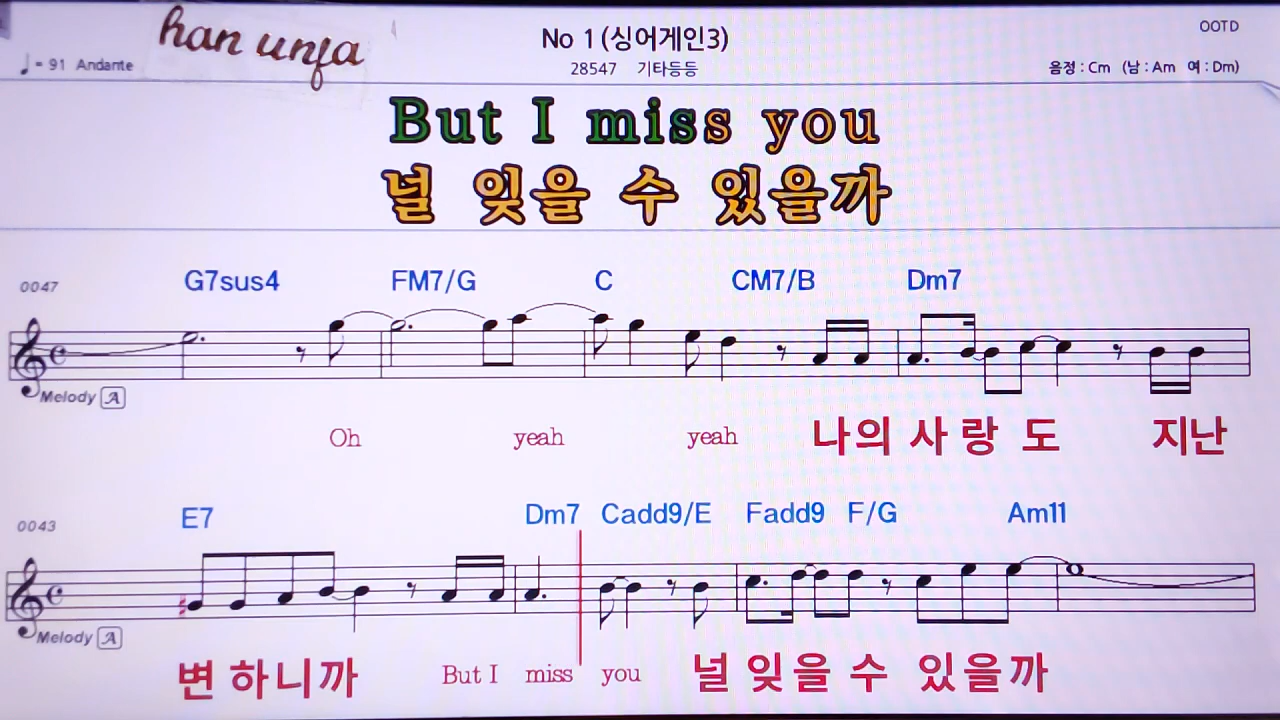 han unfa
No 1 (싱어게인3)
OOTD
♩= 91 Andante
28547 기타등등
음정 : Cm (남 : Am 여 : Dm)
But I miss you
널 잊을 수 있을까
0047
G7sus4 FM7/G C CM7/B Dm7
Melody A
Oh yeah yeah 나의 사 랑 도 지난
0043
E7 Dm7 Cadd9/E Fadd9 F/G Am11
Melody A
변 하니까 But I miss you 널 잊 을 수 있을까